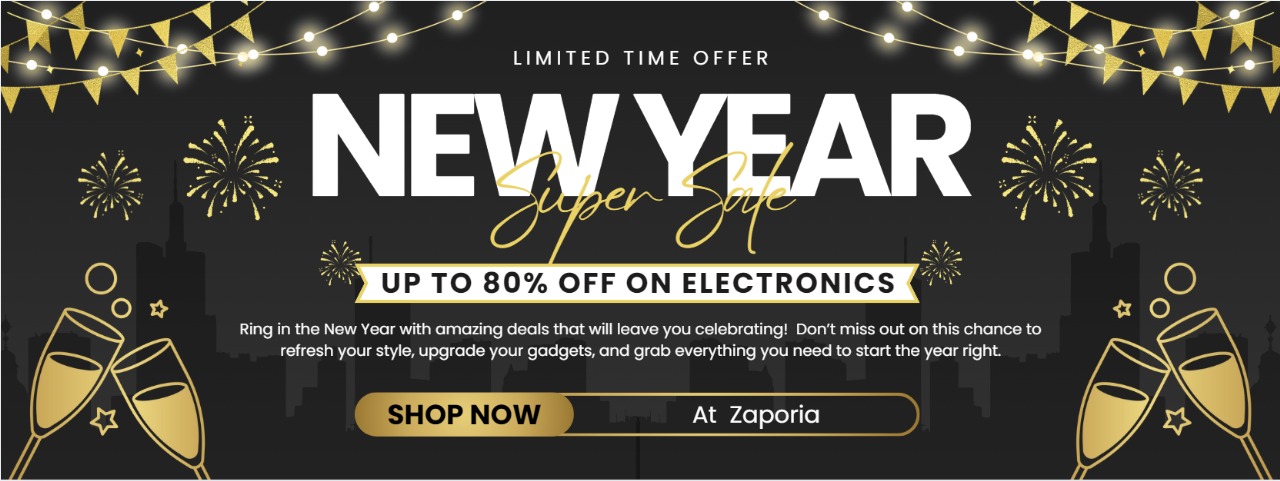 LIMITED TIME OFFER
NEW YEAR
Super Sale
UP TO 80% OFF ON ELECTRONICS
Ring in the New Year with amazing deals that will leave you celebrating! Don't miss out on this chance to
refresh your style, upgrade your gadgets, and grab everything you need to start the year right.
SHOP NOW At Zaporia